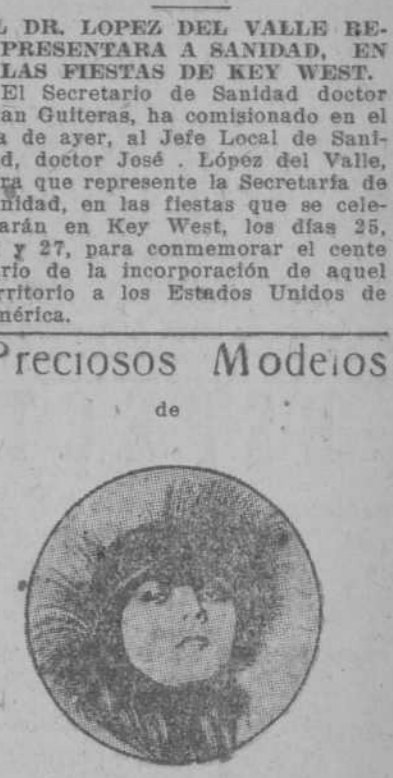 L DR. LOPEZ DEL VALLE RE-
PRESENTARA A SANIDAD, EN
LAS FIESTAS DE KEY WEST.
El Secretario de Sanidad doctor
an Guiteras, ha comisionado en el
a de ayer, al Jefe Local de Sani-
d, doctor José . López del Valle,
ra que represente la Secretaría de
nidad, en las fiestas que se cele-
arán en Key West, los días 25,
y 27, para conmemorar el cente
rio de la incorporación de aquel
rritorio a los Estados Unidos de
mérica.
Preciosos Modelos
de